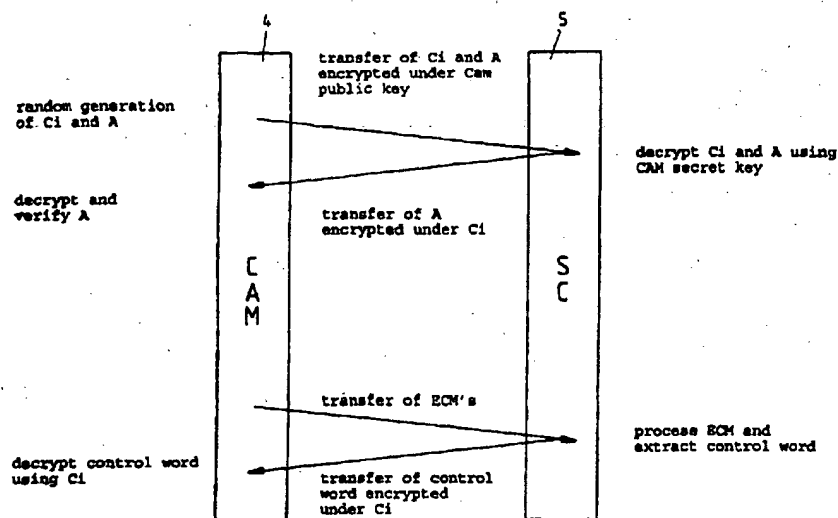 4
5
transfer of Ci and A
encrypted under Cam
public key
random generation
of Ci and A
decrypt Ci and A using
CAM secret key
decrypt and
verify A
transfer of A
encrypted under Ci
C
A
M
S
C
transfer of ECM's
process ECM and
extract control word
decrypt control word
using Ci
transfer of control
word encrypted
under Ci